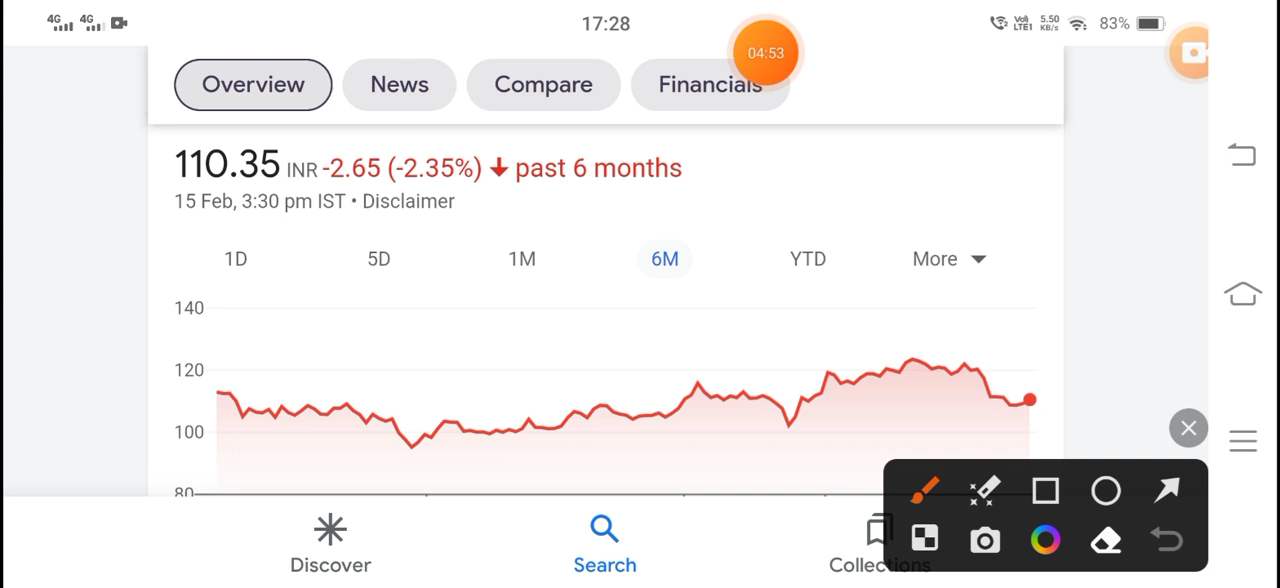 4G 4G 17:28 Vo) LTE1 5.50 KB/s 83%
04:53
Overview News Compare Financials
110.35 INR -2.65 (-2.35%) past 6 months
15 Feb, 3:30 pm IST • Disclaimer
1D 5D 1M 6M YTD More
140
120
100
80
Discover Search Collections